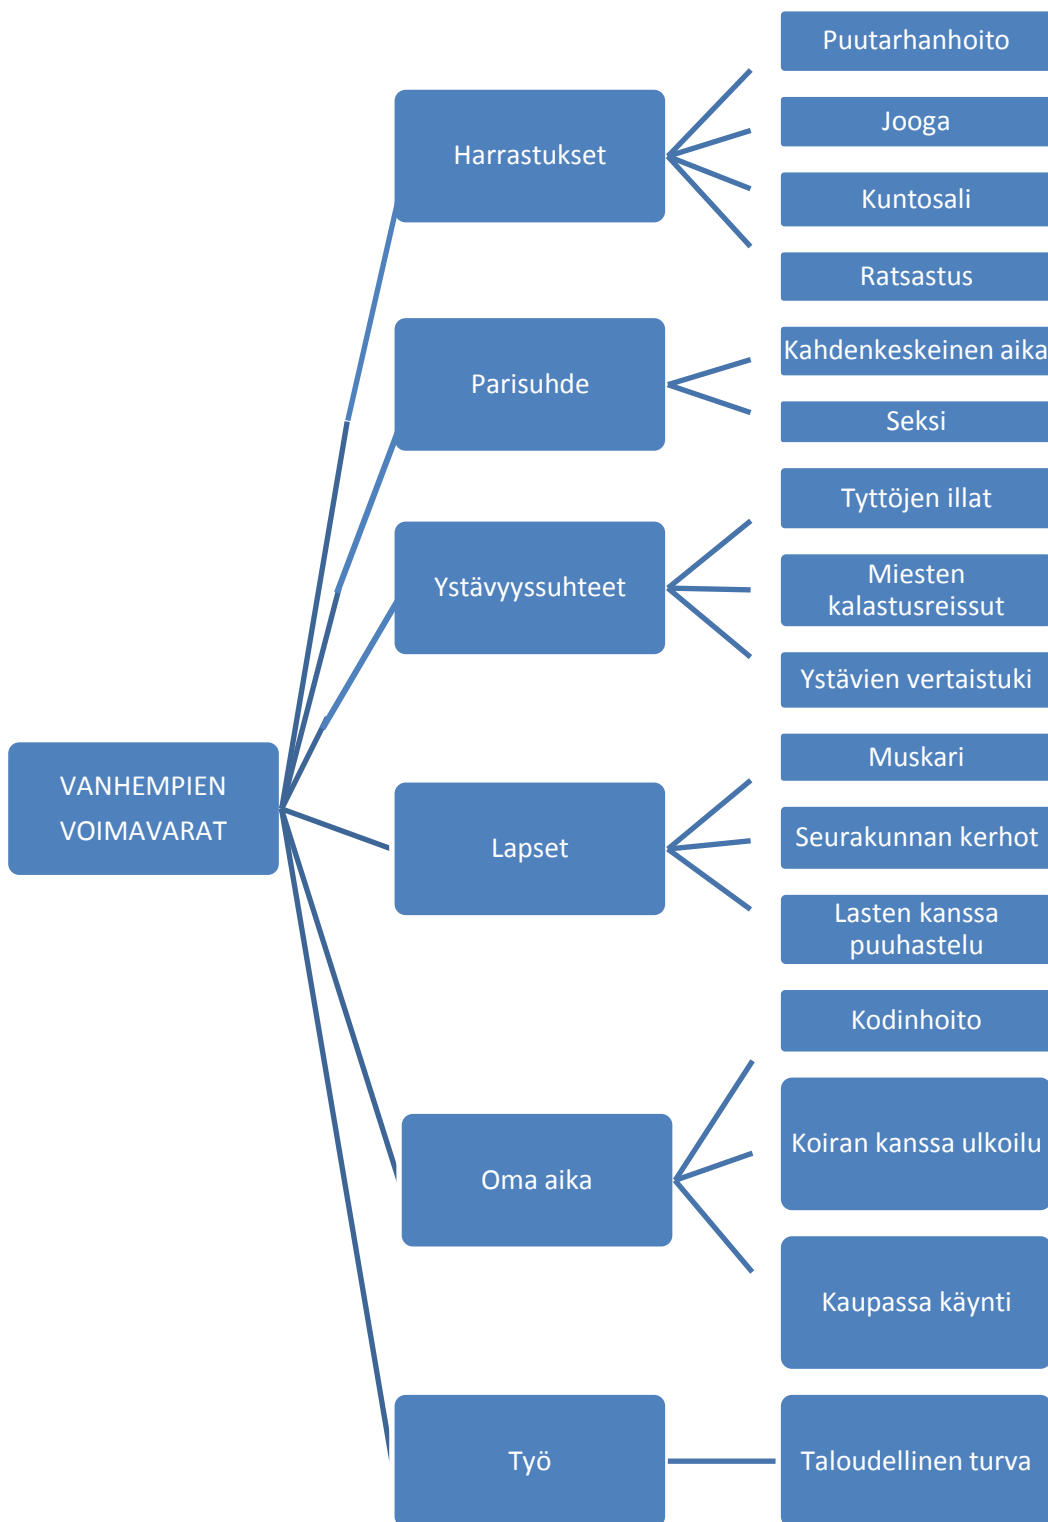 Puutarhanhoito
Harrastukset
Jooga
Kuntosali
Ratsastus
Parisuhde
Kahdenkeskeinen aika
Seksi
Ystävyyssuhteet
Tyttöjen illat
Miesten
kalastusreissut
Ystävien vertaistuki
VANHEMPIEN
VOIMAVARAT
Lapset
Muskari
Seurakunnan kerhot
Lasten kanssa
puuhastelu
Oma aika
Kodinhoito
Koiran kanssa ulkoilu
Kaupassa käynti
Työ
Taloudellinen turva